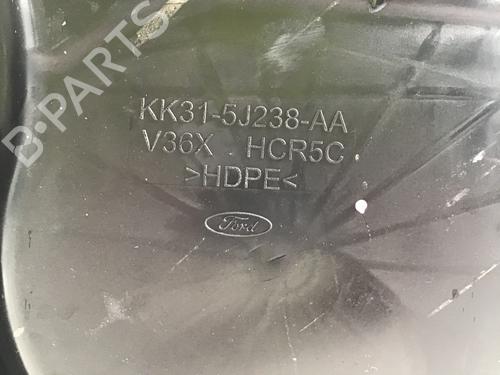 B-PARTS
KK31-5J238-AA
V36X HCR5C
>HDPE<
Ford